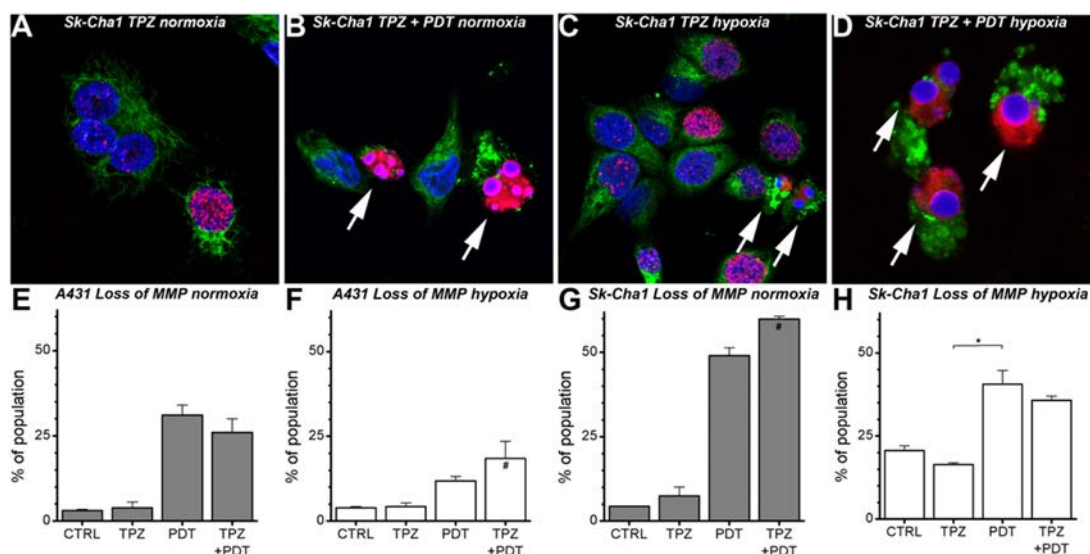 A Sk-Cha1 TPZ normoxia
B Sk-Cha1 TPZ + PDT normoxia
C Sk-Cha1 TPZ hypoxia
D Sk-Cha1 TPZ + PDT hypoxia
E A431 Loss of MMP normoxia
% of population
50
25
0
CTRL TPZ PDT TPZ
+PDT
F A431 Loss of MMP hypoxia
% of population
50
25
0
#
CTRL TPZ PDT TPZ
+PDT
G Sk-Cha1 Loss of MMP normoxia
% of population
50
25
0
#
CTRL TPZ PDT TPZ
+PDT
H Sk-Cha1 Loss of MMP hypoxia
% of population
50
25
0
*
CTRL TPZ PDT TPZ
+PDT